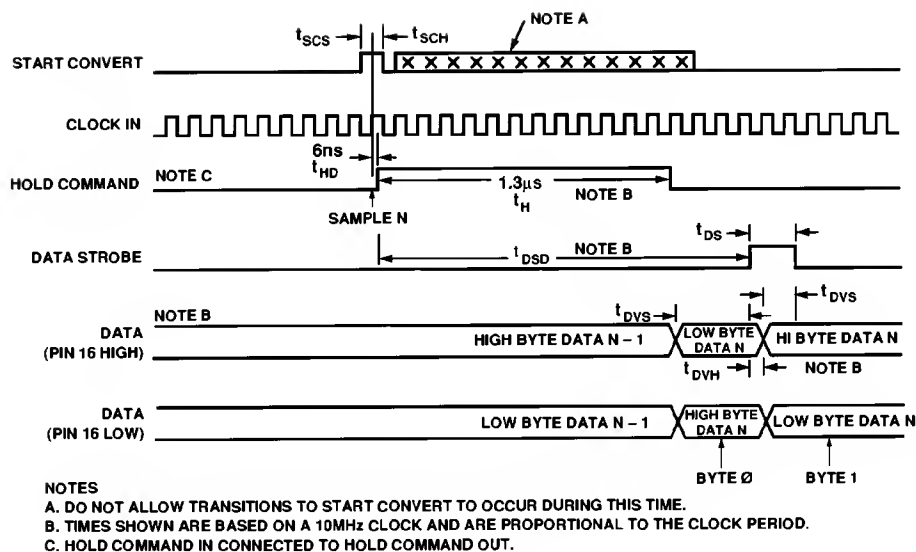 NOTE A
tSCS
tSCH
START CONVERT
X X X X X X X X X X X
CLOCK IN
6ns
tHD
NOTE C
HOLD COMMAND
1.3µs
tH
NOTE B
SAMPLE N
tDS
DATA STROBE
tDSD
NOTE B
tDVS
tDVS
NOTE B
DATA
(PIN 16 HIGH)
HIGH BYTE DATA N – 1
LOW BYTE
DATA N
HI BYTE DATA N
tDVH
NOTE B
DATA
(PIN 16 LOW)
LOW BYTE DATA N – 1
HIGH BYTE
DATA N
LOW BYTE DATA N
BYTE Ø
BYTE 1
NOTES
A. DO NOT ALLOW TRANSITIONS TO START CONVERT TO OCCUR DURING THIS TIME.
B. TIMES SHOWN ARE BASED ON A 10MHz CLOCK AND ARE PROPORTIONAL TO THE CLOCK PERIOD.
C. HOLD COMMAND IN CONNECTED TO HOLD COMMAND OUT.